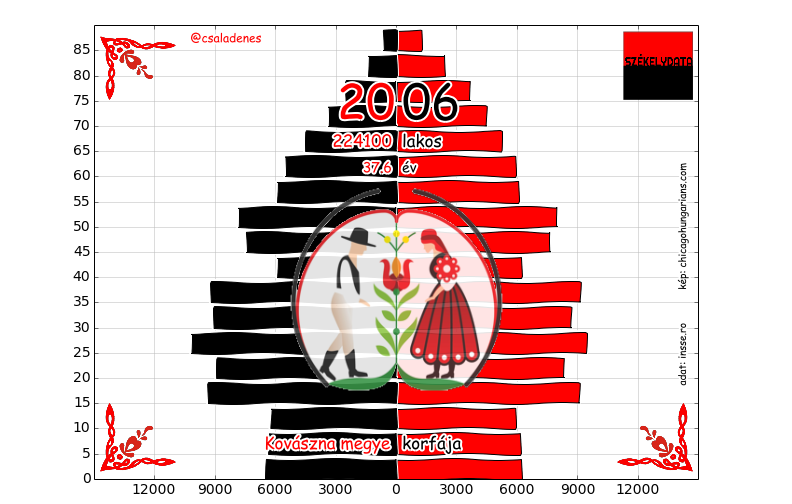 @csaladenes
SZÉKELYDATA
2006
224100 lakos
37.6 év
kép: chicagohungarians.com
adat: insse.ro
Kovászna megye korfája
85
80
75
70
65
60
55
50
45
40
35
30
25
20
15
10
5
0
12000 9000 6000 3000 0 3000 6000 9000 12000